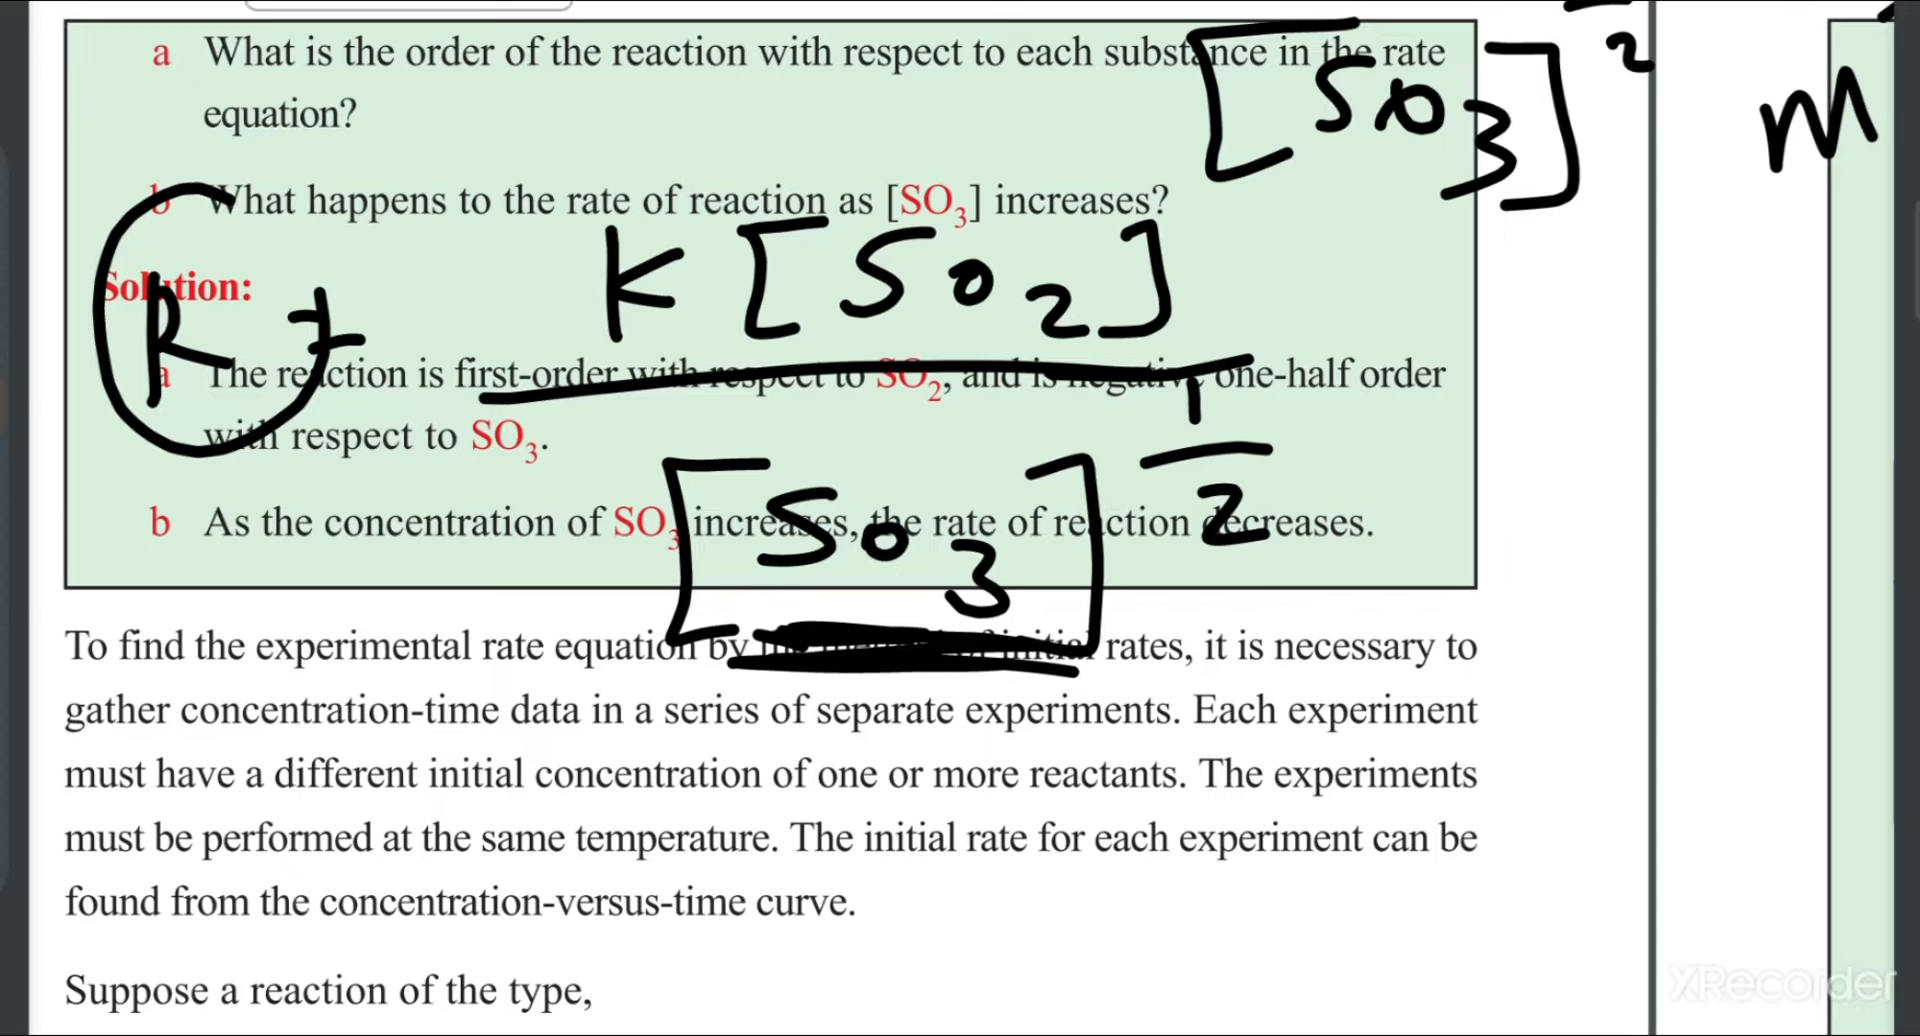 a What is the order of the reaction with respect to each substance in the rate
equation?
[SO3] 2
m
b What happens to the rate of reaction as [SO3] increases?
Solution:
R = K[SO2]
a The reaction is first-order with respect to SO2, and is negative one-half order
with respect to SO3.
[SO3] 1/2
b As the concentration of SO3 increases, the rate of reaction decreases.
To find the experimental rate equation by initial rates, it is necessary to
gather concentration-time data in a series of separate experiments. Each experiment
must have a different initial concentration of one or more reactants. The experiments
must be performed at the same temperature. The initial rate for each experiment can be
found from the concentration-versus-time curve.
Suppose a reaction of the type,
XRecorder